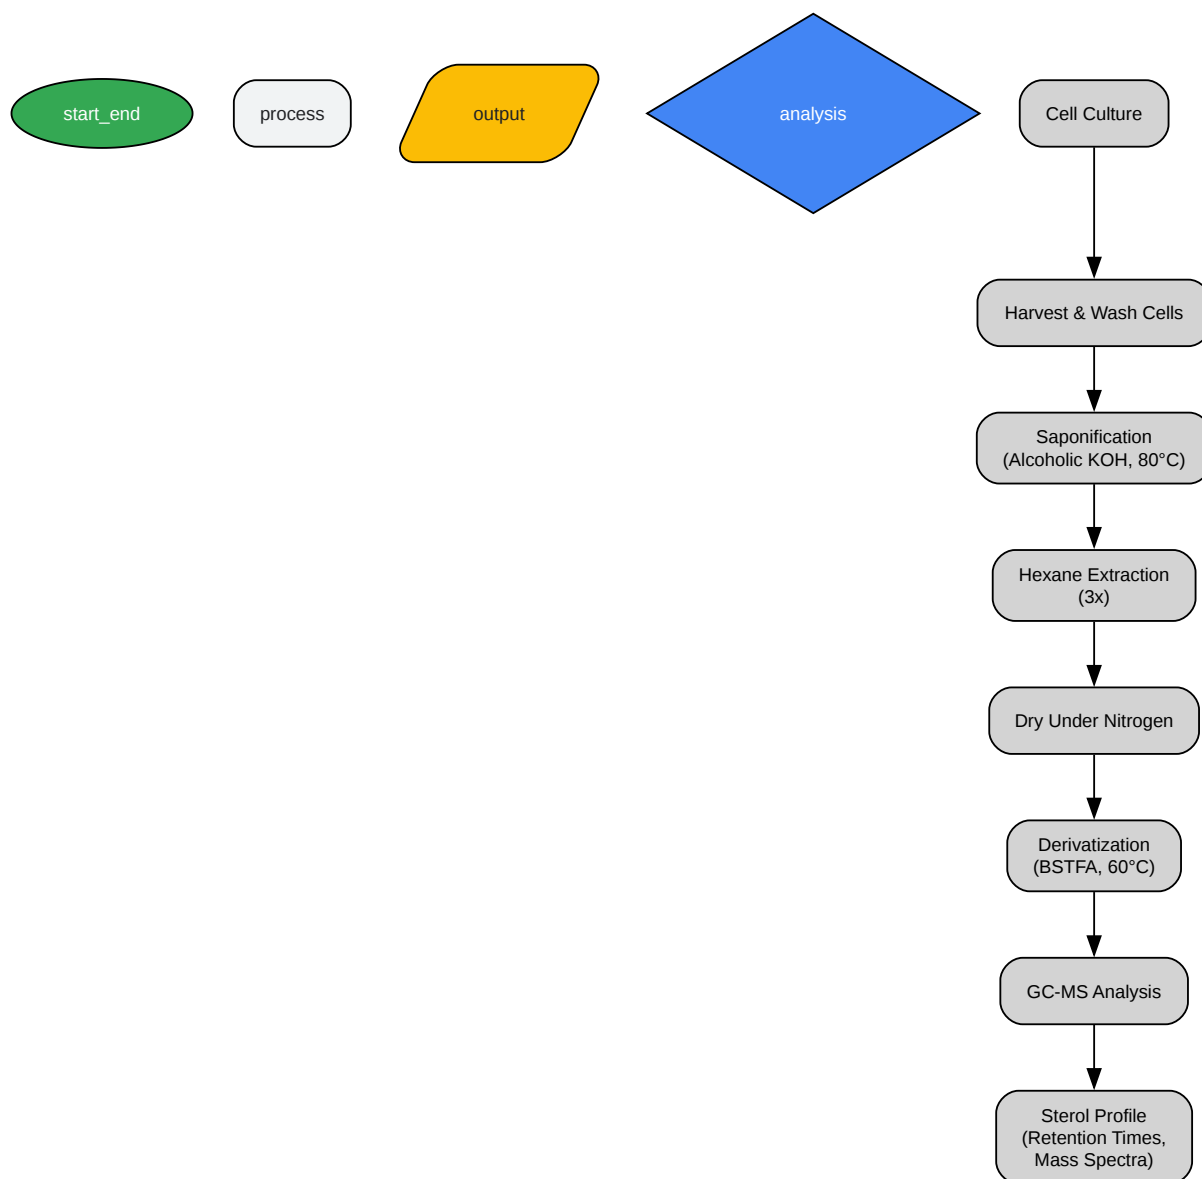 start_end
process
output
analysis
Cell Culture
Harvest & Wash Cells
Saponification
(Alcoholic KOH, 80°C)
Hexane Extraction
(3x)
Dry Under Nitrogen
Derivatization
(BSTFA, 60°C)
GC-MS Analysis
Sterol Profile
(Retention Times,
Mass Spectra)